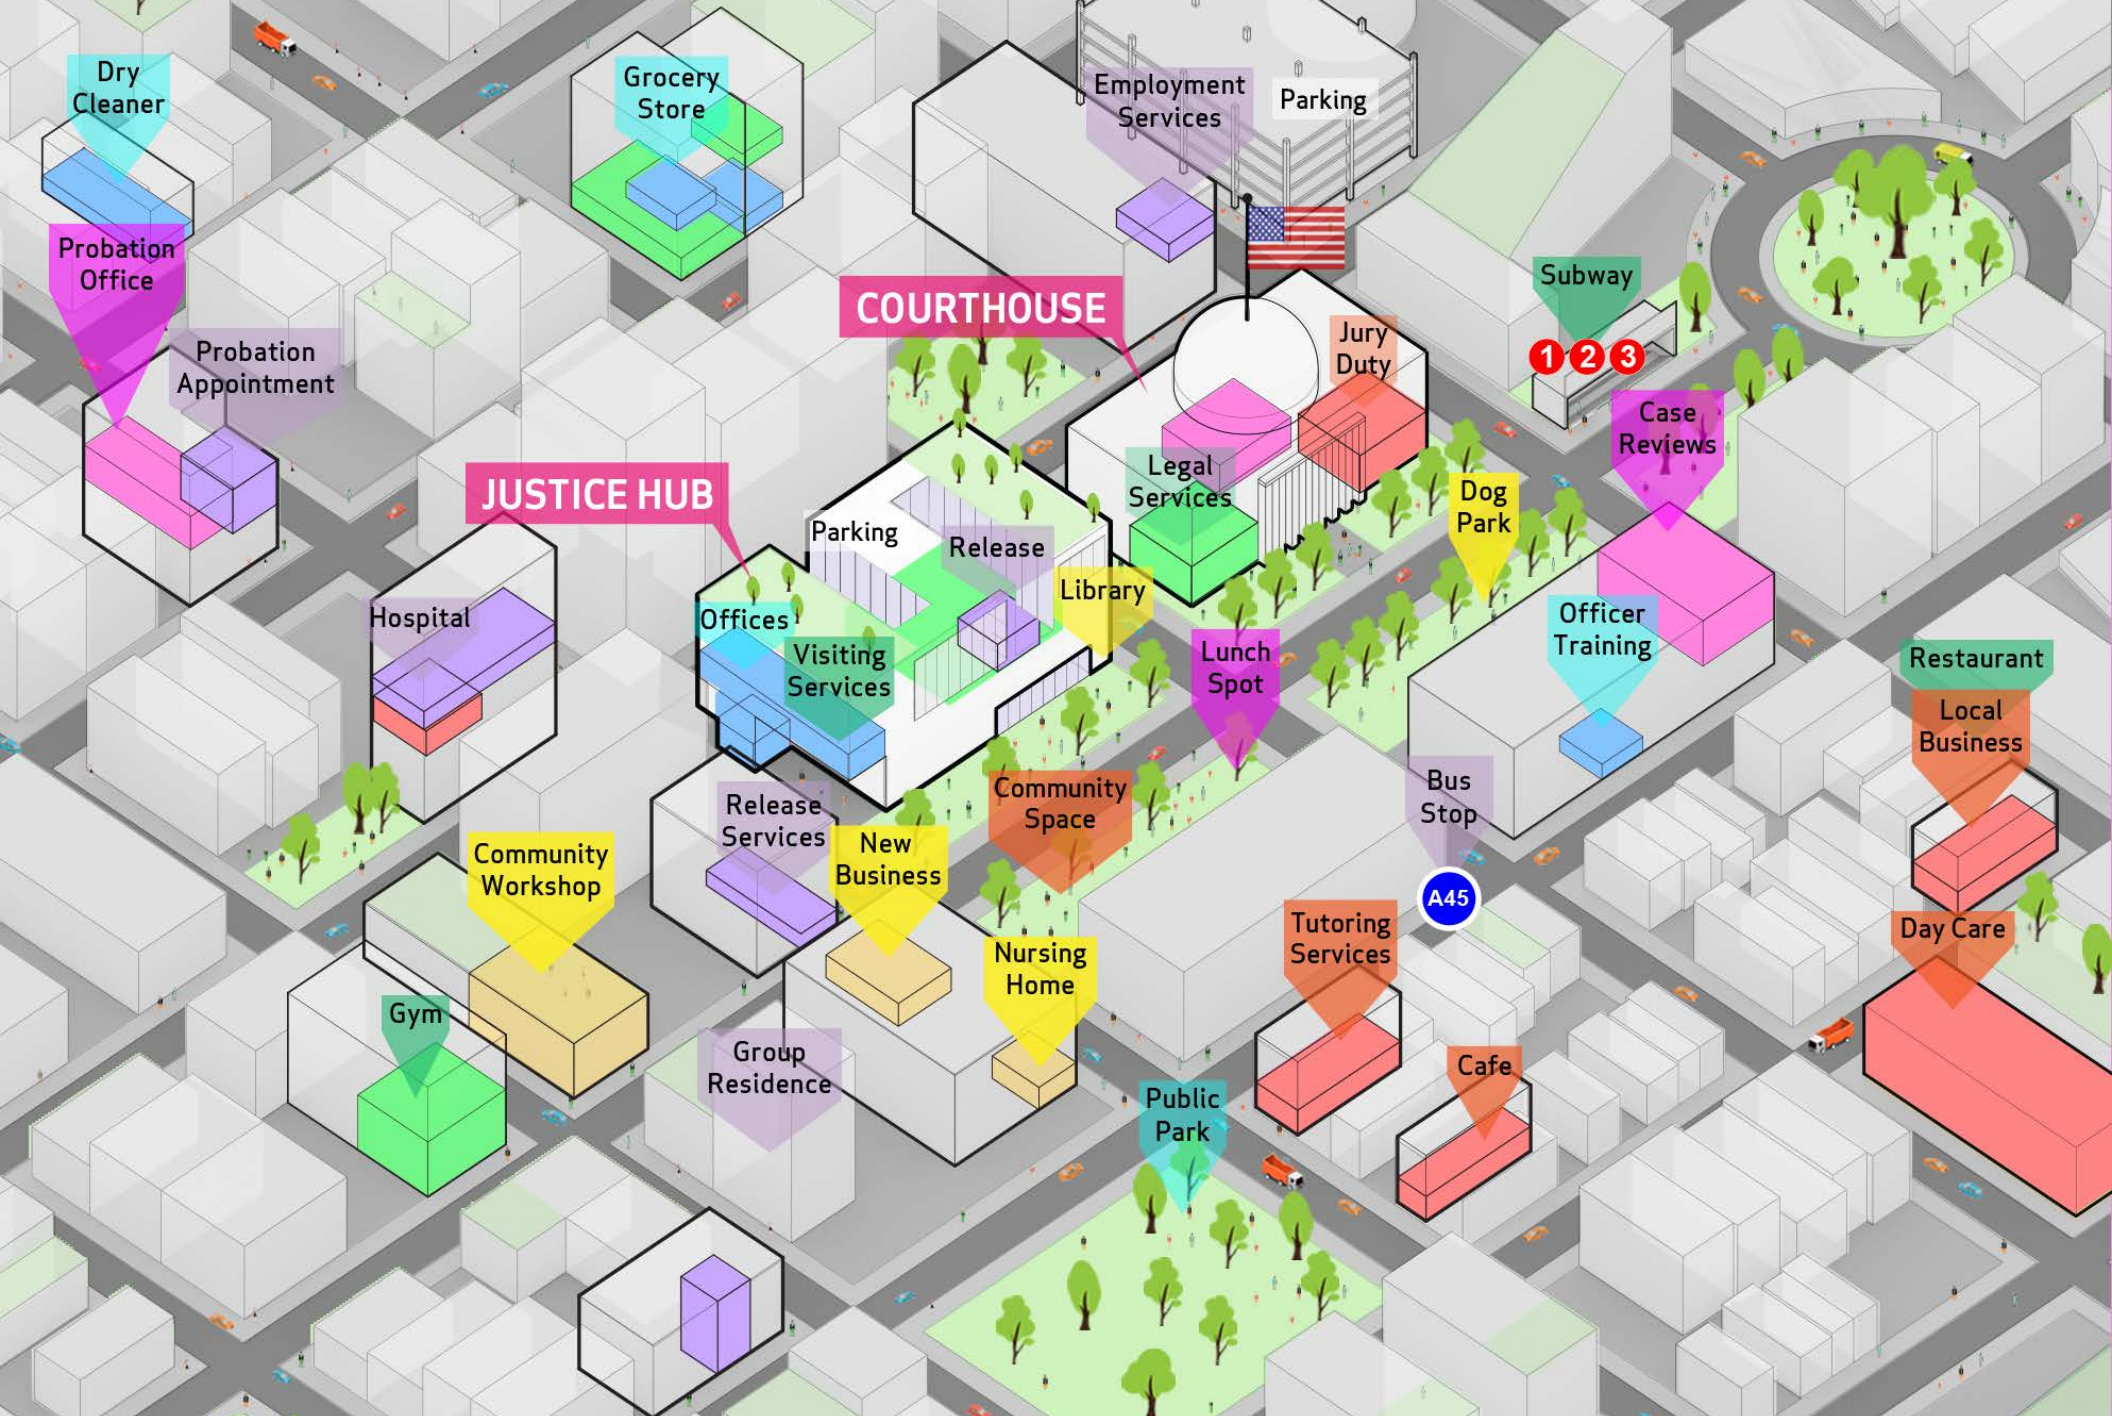 Dry
Cleaner
Grocery
Store
Employment
Services
Parking
Probation
Office
Subway
1 2 3
COURTHOUSE
Jury
Duty
Probation
Appointment
Case
Reviews
Legal
Services
JUSTICE HUB
Dog
Park
Parking
Release
Library
Hospital
Offices
Officer
Training
Visiting
Services
Lunch
Spot
Restaurant
Local
Business
Bus
Stop
A45
Community
Space
Release
Services
New
Business
Community
Workshop
Tutoring
Services
Day Care
Nursing
Home
Gym
Group
Residence
Cafe
Public
Park